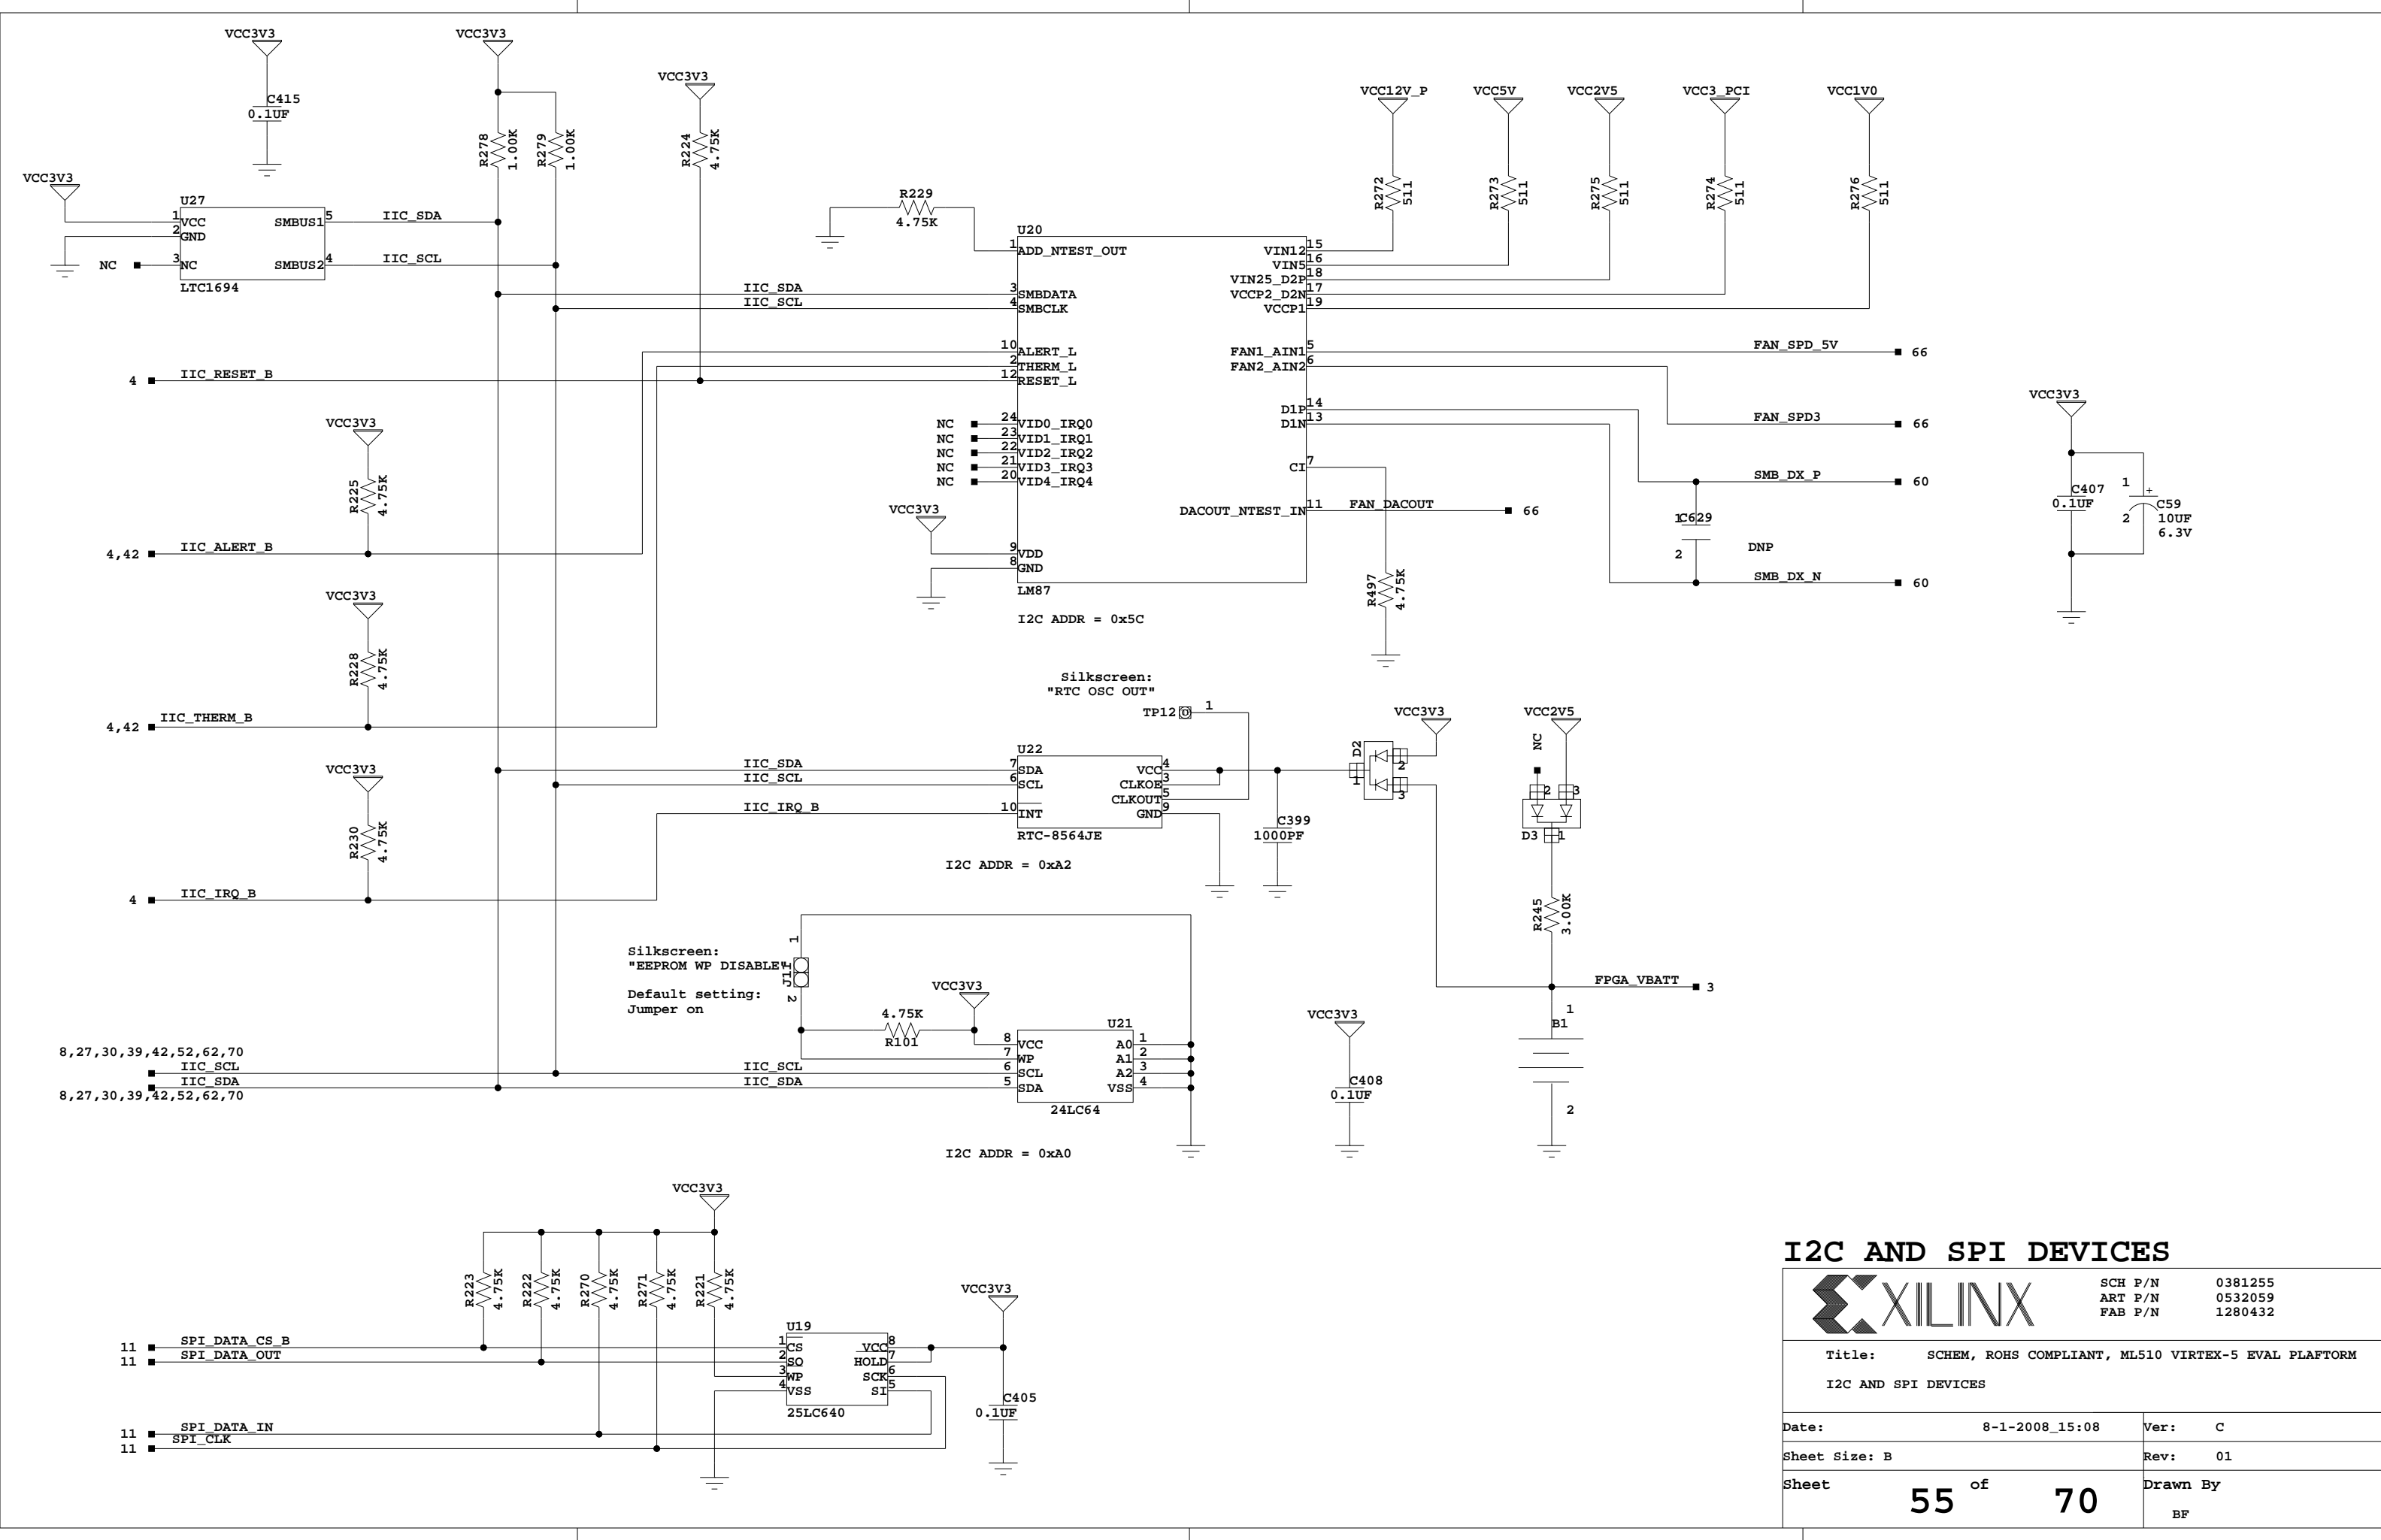 VCC3V3
C415
0.1UF
VCC3V3
R278
1.00K
R279
1.00K
VCC3V3
R224
4.75K
VCC3V3
U27
1 VCC
2 GND
3 NC
NC
SMBUS1 5
SMBUS2 4
LTC1694
IIC_SDA
IIC_SCL
R229
4.75K
VCC12V_P
R272
511
VCC5V
R273
511
VCC2V5
R275
511
VCC3_PCI
R274
511
VCC1V0
R276
511
U20
1 ADD_NTEST_OUT
IIC_SDA 3 SMBDATA
IIC_SCL 4 SMBCLK
10 ALERT_L
2 THERM_L
12 RESET_L
NC 24 VID0_IRQ0
NC 23 VID1_IRQ1
NC 22 VID2_IRQ2
NC 21 VID3_IRQ3
NC 20 VID4_IRQ4
VCC3V3
9 VDD
8 GND
LM87
I2C ADDR = 0x5C
VIN12 15
VIN5 16
VIN25_D2P 18
VCCP2_D2N 17
VCCP1 19
FAN1_AIN1 5 FAN_SPD_5V 66
FAN2_AIN2 6 FAN_SPD3 66
D1P 14 SMB_DX_P 60
D1N 13 SMB_DX_N 60
CI 7
DACOUT_NTEST_IN 11 FAN_DACOUT 66
R497
4.75K
1
C629
2
DNP
VCC3V3
C407
0.1UF
1
+
2
C59
10UF
6.3V
4 IIC_RESET_B
VCC3V3
R225
4.75K
4,42 IIC_ALERT_B
VCC3V3
R228
4.75K
4,42 IIC_THERM_B
VCC3V3
R230
4.75K
4 IIC_IRQ_B
Silkscreen:
"RTC OSC OUT"
TP12 1
U22
IIC_SDA 7 SDA
IIC_SCL 6 SCL
IIC_IRQ_B 10 INT
VCC 4
CLKOE 3
CLKOUT 5
GND 9
RTC-8564JE
I2C ADDR = 0xA2
C399
1000PF
D2
1
2
3
VCC3V3
VCC2V5
NC
2
3
D3 1
R245
3.00K
FPGA_VBATT 3
1
B1
2
Silkscreen:
"EEPROM WP DISABLE"
Default setting:
Jumper on
1
J11
2
4.75K
R101
VCC3V3
U21
8 VCC
7 WP
IIC_SCL 6 SCL
IIC_SDA 5 SDA
A0 1
A1 2
A2 3
VSS 4
24LC64
I2C ADDR = 0xA0
VCC3V3
C408
0.1UF
8,27,30,39,42,52,62,70
IIC_SCL
IIC_SDA
8,27,30,39,42,52,62,70
VCC3V3
R223
4.75K
R222
4.75K
R270
4.75K
R271
4.75K
R221
4.75K
11 SPI_DATA_CS_B
11 SPI_DATA_OUT
11 SPI_DATA_IN
11 SPI_CLK
U19
1 CS
2 SO
3 WP
4 VSS
VCC 8
HOLD 7
SCK 6
SI 5
25LC640
VCC3V3
C405
0.1UF
I2C AND SPI DEVICES
XILINX
SCH P/N 0381255
ART P/N 0532059
FAB P/N 1280432
Title: SCHEM, ROHS COMPLIANT, ML510 VIRTEX-5 EVAL PLAFTORM
I2C AND SPI DEVICES
Date: 8-1-2008_15:08 Ver: C
Sheet Size: B Rev: 01
Sheet 55 of 70 Drawn By
BF